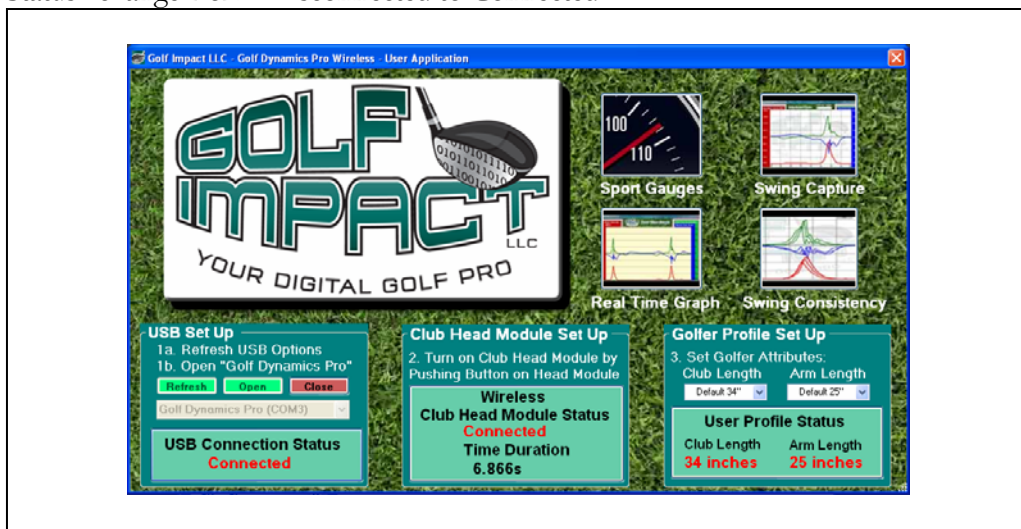 Golf Impact LLC - Golf Dynamics Pro Wireless - User Application
GOLF
IMPACT
LLC
YOUR DIGITAL GOLF PRO
100
110
Sport Gauges
Swing Capture
Real Time Graph
Swing Consistency
USB Set Up
1a. Refresh USB Options
1b. Open "Golf Dynamics Pro"
Refresh Open Close
Golf Dynamics Pro (COM3)
USB Connection Status
Connected
Club Head Module Set Up
2. Turn on Club Head Module by
Pushing Button on Head Module
Wireless
Club Head Module Status
Connected
Time Duration
6.866s
Golfer Profile Set Up
3. Set Golfer Attributes:
Club Length Arm Length
Default 34" Default 25"
User Profile Status
Club Length Arm Length
34 inches 25 inches